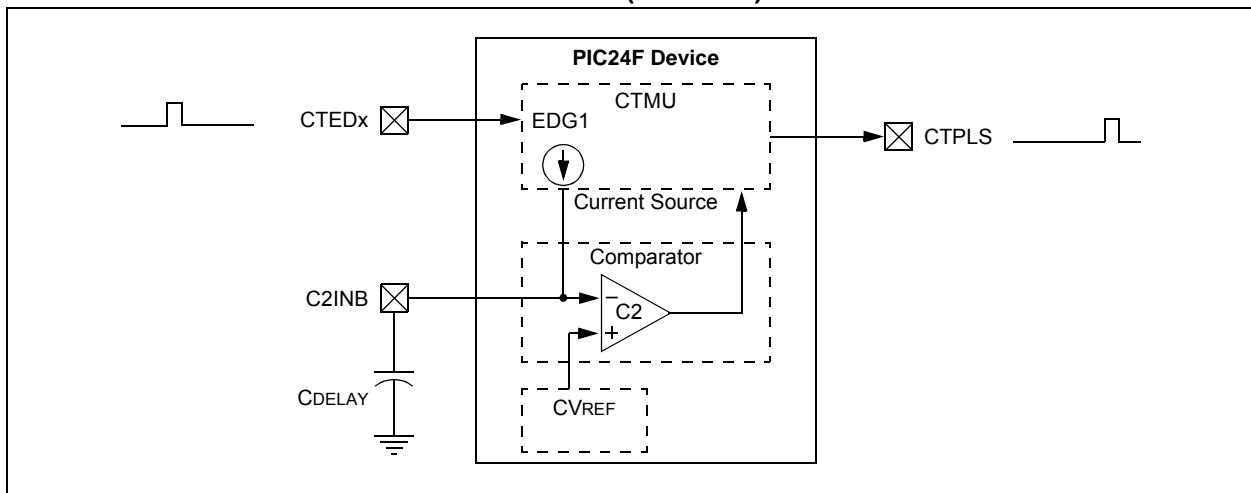 PIC24F Device
CTMU
CTEDx
EDG1
CTPLS
Current Source
Comparator
C2INB
C2
CDELAY
CVREF